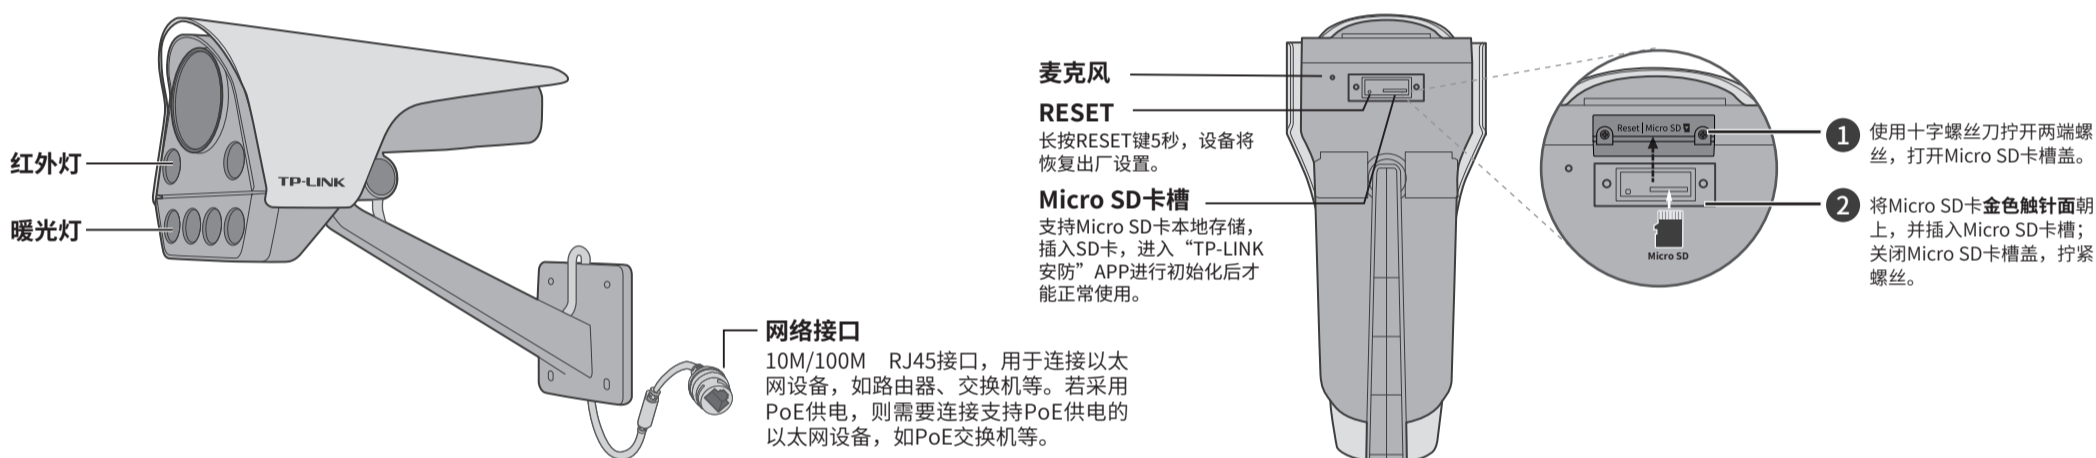 红外灯
暖光灯
TP-LINK
网络接口
10M/100M RJ45接口，用于连接以太
网设备，如路由器、交换机等。若采用
PoE供电，则需要连接支持PoE供电的
以太网设备，如PoE交换机等。
麦克风
RESET
长按RESET键5秒，设备将
恢复出厂设置。
Micro SD卡槽
支持Micro SD卡本地存储，
插入SD卡，进入“TP-LINK
安防”APP进行初始化后才
能正常使用。
Reset | Micro SD
Micro SD
1 使用十字螺丝刀拧开两端螺
丝，打开Micro SD卡槽盖。
2 将Micro SD卡金色触针面朝
上，并插入Micro SD卡槽；
关闭Micro SD卡槽盖，拧紧
螺丝。